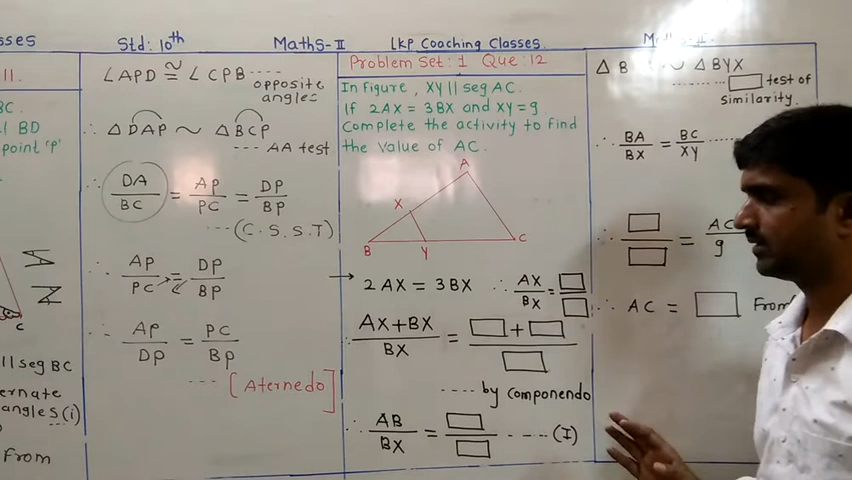 sses
Std: 10th
Maths-II
LKP Coaching Classes.
Maths-II
11.
BC.
BD
point 'P'
C
ll seg BC
ernate
angles (i)
From
∠APD ≅ ∠CPB ----
opposite
angles
∴ △DAP ~ △BCP
--- AA test
∴ DA/BC = AP/PC = DP/BP
--- (C.S.S.T)
∴ AP/PC = DP/BP
∴ AP/DP = PC/BP
--- [Aternedo]
Problem Set: 1 Que: 12
In figure, XY || seg AC.
If 2AX = 3BX and XY = 9
Complete the activity to find
the value of AC.
A
X
B
Y
C
→ 2AX = 3BX ∴ AX/BX = □/□
∴ AX+BX/BX = □+□/□
---- by componendo
∴ AB/BX = □/□ ---- (I)
△B ~ △BYX
-------- □ test of
similarity.
∴ BA/BX = BC/XY -----
∴ □/□ = AC/9
∴ AC = □ From